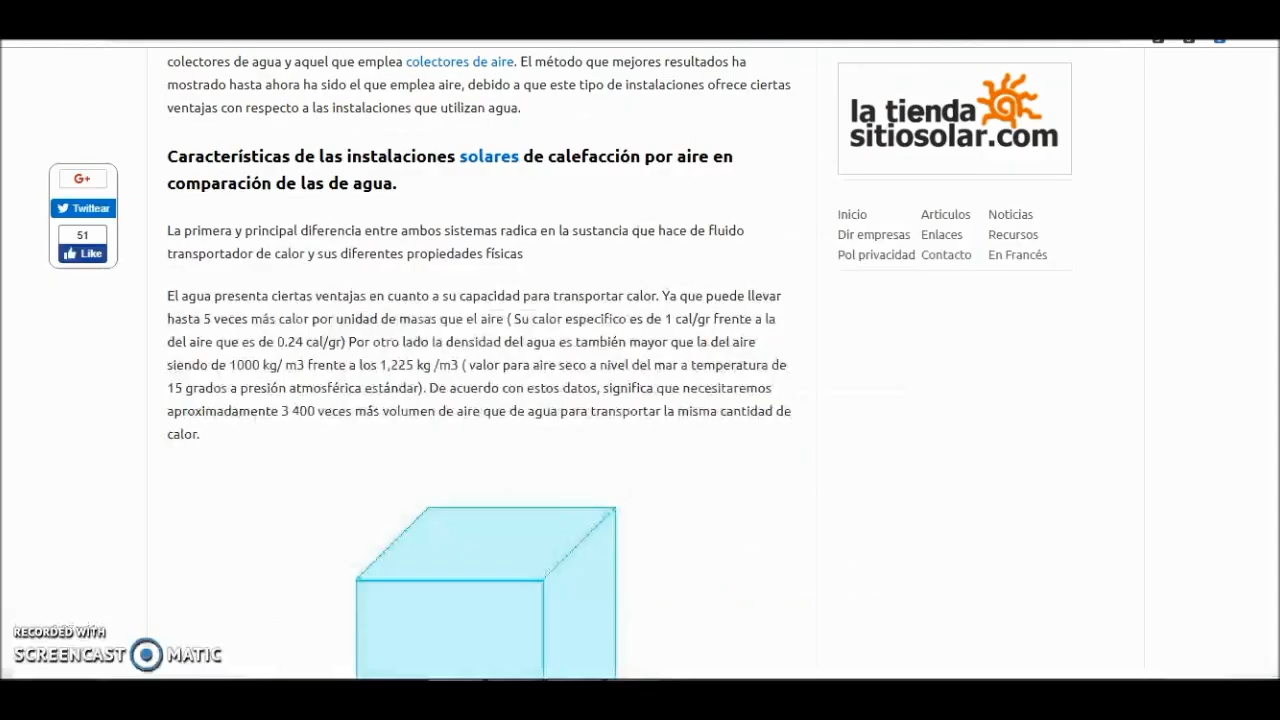 colectores de agua y aquel que emplea colectores de aire. El método que mejores resultados ha
mostrado hasta ahora ha sido el que emplea aire, debido a que este tipo de instalaciones ofrece ciertas
ventajas con respecto a las instalaciones que utilizan agua.
Características de las instalaciones solares de calefacción por aire en
comparación de las de agua.
La primera y principal diferencia entre ambos sistemas radica en la sustancia que hace de fluido
transportador de calor y sus diferentes propiedades físicas
El agua presenta ciertas ventajas en cuanto a su capacidad para transportar calor. Ya que puede llevar
hasta 5 veces más calor por unidad de masas que el aire ( Su calor especifico es de 1 cal/gr frente a la
del aire que es de 0.24 cal/gr) Por otro lado la densidad del agua es también mayor que la del aire
siendo de 1000 kg/ m3 frente a los 1,225 kg /m3 ( valor para aire seco a nivel del mar a temperatura de
15 grados a presión atmosférica estándar). De acuerdo con estos datos, significa que necesitaremos
aproximadamente 3 400 veces más volumen de aire que de agua para transportar la misma cantidad de
calor.
G+
Twittear
51
Like
la tienda
sitiosolar.com
Inicio Articulos Noticias
Dir empresas Enlaces Recursos
Pol privacidad Contacto En Francés
RECORDED WITH
SCREENCAST MATIC